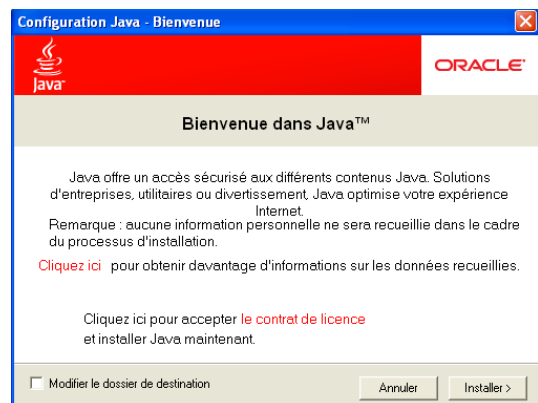 Configuration Java - Bienvenue
Java™
ORACLE®
Bienvenue dans Java™
Java offre un accès sécurisé aux différents contenus Java. Solutions
d'entreprises, utilitaires ou divertissement, Java optimise votre expérience
Internet.
Remarque : aucune information personnelle ne sera recueillie dans le cadre
du processus d'installation.
Cliquez ici pour obtenir davantage d'informations sur les données recueillies.
Cliquez ici pour accepter le contrat de licence
et installer Java maintenant.
Modifier le dossier de destination
Annuler
Installer >